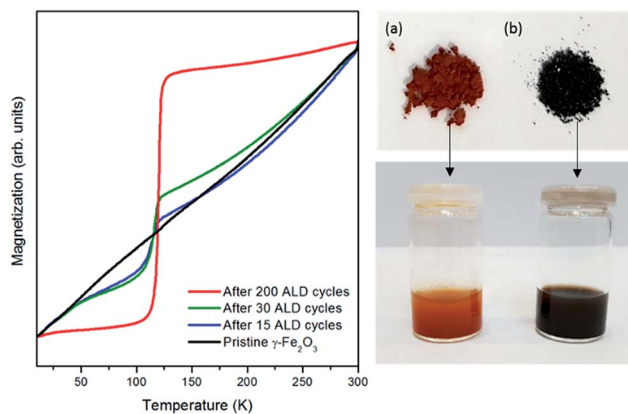 Magnetization (arb. units)
After 200 ALD cycles
After 30 ALD cycles
After 15 ALD cycles
Pristine γ-Fe₂O₃
50 100 150 200 250 300
Temperature (K)
(a) (b)